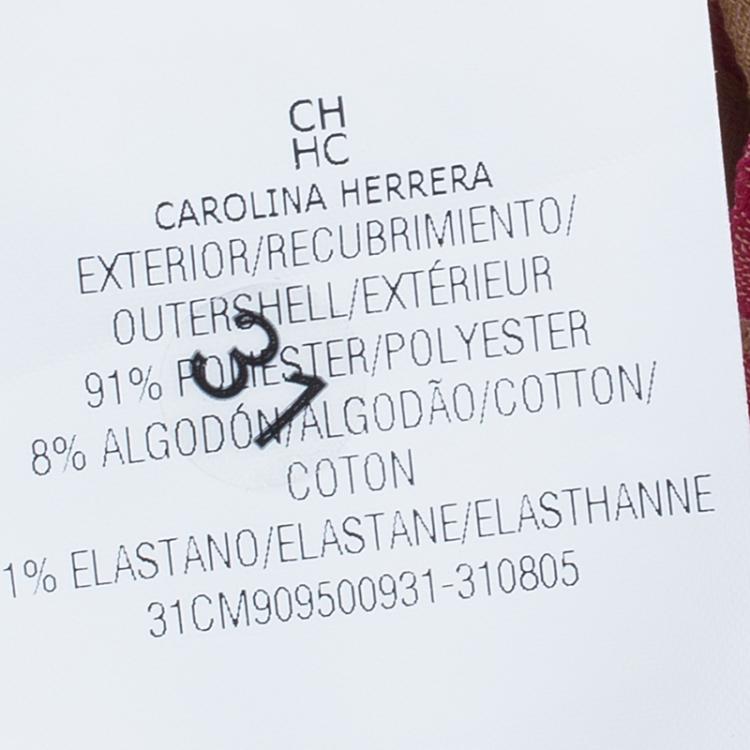 CH
HC
CAROLINA HERRERA
EXTERIOR/RECUBRIMIENTO/
OUTERSHELL/EXTÉRIEUR
91% POLIESTER/POLYESTER
8% ALGODÓN/ALGODÃO/COTTON/
COTON
1% ELASTANO/ELASTANE/ELASTHANNE
31CM909500931-310805
37